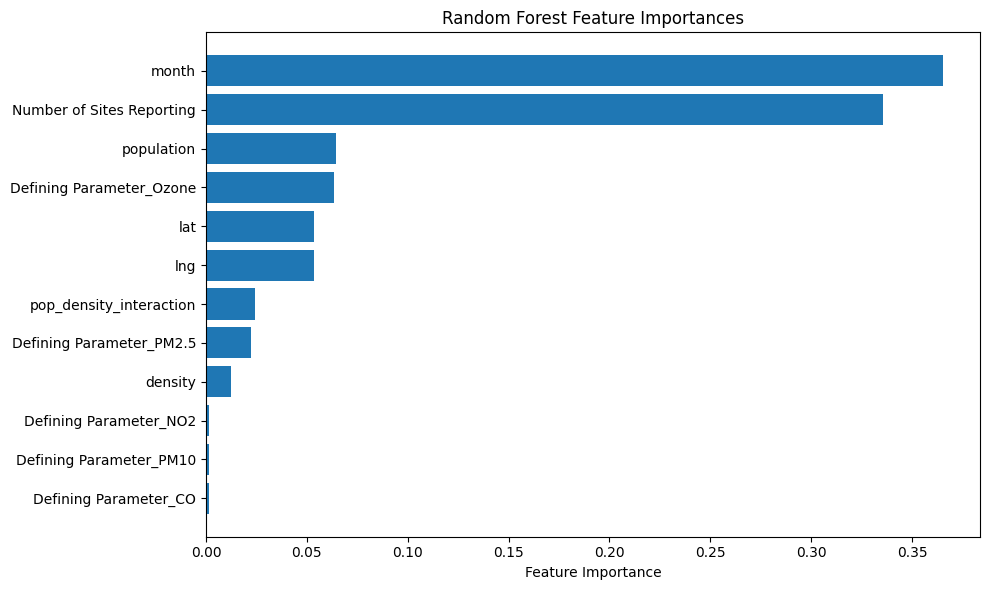 Random Forest Feature Importances
month
Number of Sites Reporting
population
Defining Parameter_Ozone
lat
lng
pop_density_interaction
Defining Parameter_PM2.5
density
Defining Parameter_NO2
Defining Parameter_PM10
Defining Parameter_CO
0.00 0.05 0.10 0.15 0.20 0.25 0.30 0.35
Feature Importance